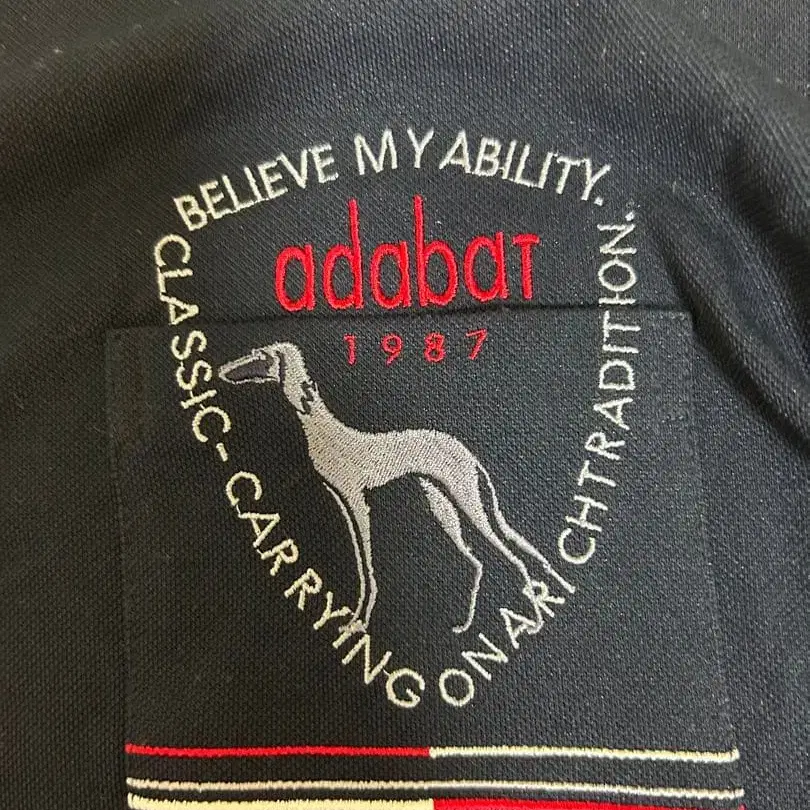 BELIEVE MY ABILITY.
adabat
1987
CLASSIC-CARRYING ON A RICH TRADITION.